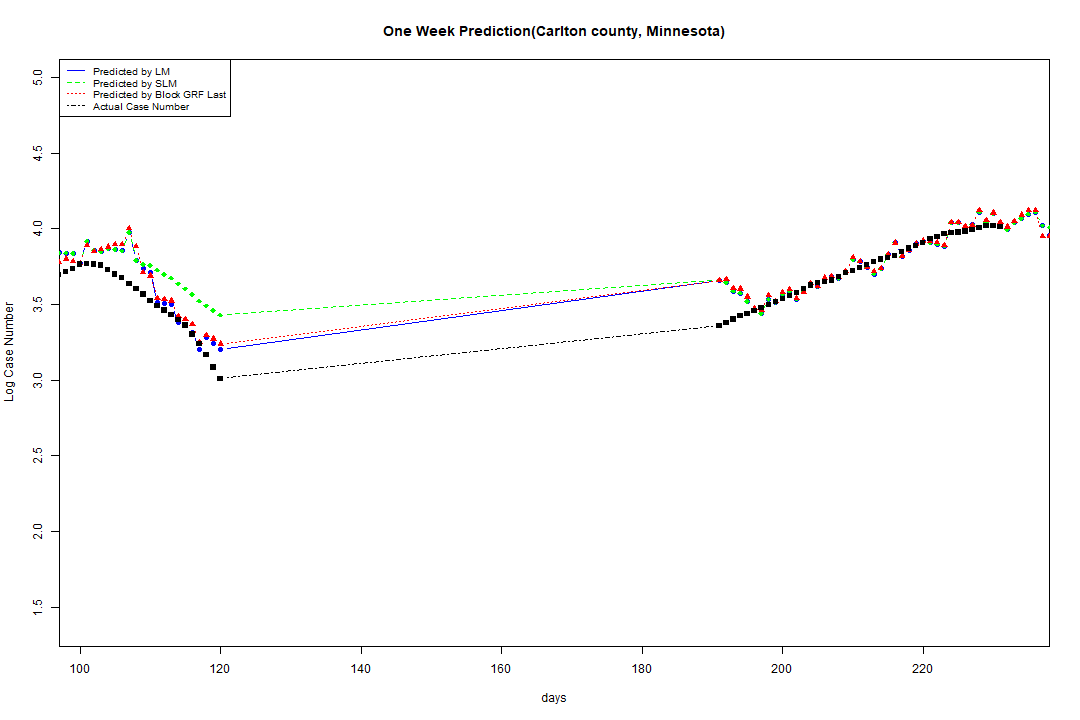 One Week Prediction(Carlton county, Minnesota)
Predicted by LM
Predicted by SLM
Predicted by Block GRF Last
Actual Case Number
5.0
4.5
4.0
3.5
3.0
2.5
2.0
1.5
Log Case Number
100 120 140 160 180 200 220
days